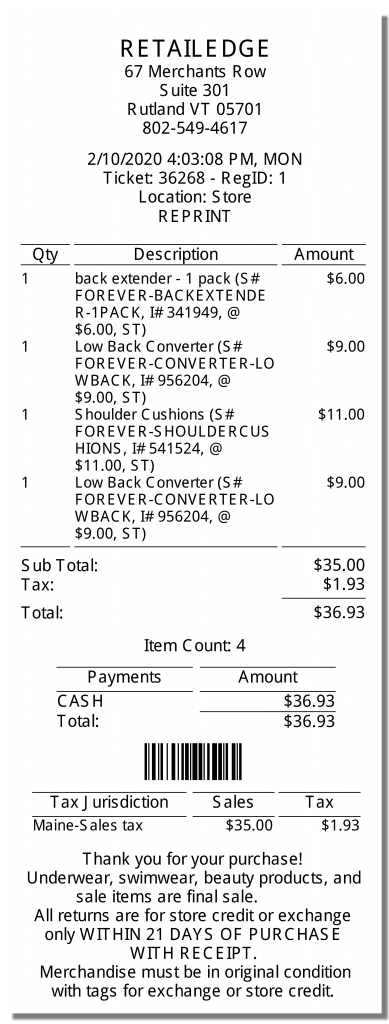 RETAILEDGE
67 Merchants Row
Suite 301
Rutland VT 05701
802-549-4617
2/10/2020 4:03:08 PM, MON
Ticket: 36268 - RegID: 1
Location: Store
REPRINT
Qty Description Amount
1 back extender - 1 pack (S# $6.00
FOREVER-BACKEXTENDE
R-1PACK, I# 341949, @
$6.00, ST)
1 Low Back Converter (S# $9.00
FOREVER-CONVERTER-LO
WBACK, I# 956204, @
$9.00, ST)
1 Shoulder Cushions (S# $11.00
FOREVER-SHOULDERCUS
HIONS, I# 541524, @
$11.00, ST)
1 Low Back Converter (S# $9.00
FOREVER-CONVERTER-LO
WBACK, I# 956204, @
$9.00, ST)
Sub Total: $35.00
Tax: $1.93
Total: $36.93
Item Count: 4
Payments Amount
CASH $36.93
Total: $36.93
Tax Jurisdiction Sales Tax
Maine-Sales tax $35.00 $1.93
Thank you for your purchase!
Underwear, swimwear, beauty products, and
sale items are final sale.
All returns are for store credit or exchange
only WITHIN 21 DAYS OF PURCHASE
WITH RECEIPT.
Merchandise must be in original condition
with tags for exchange or store credit.